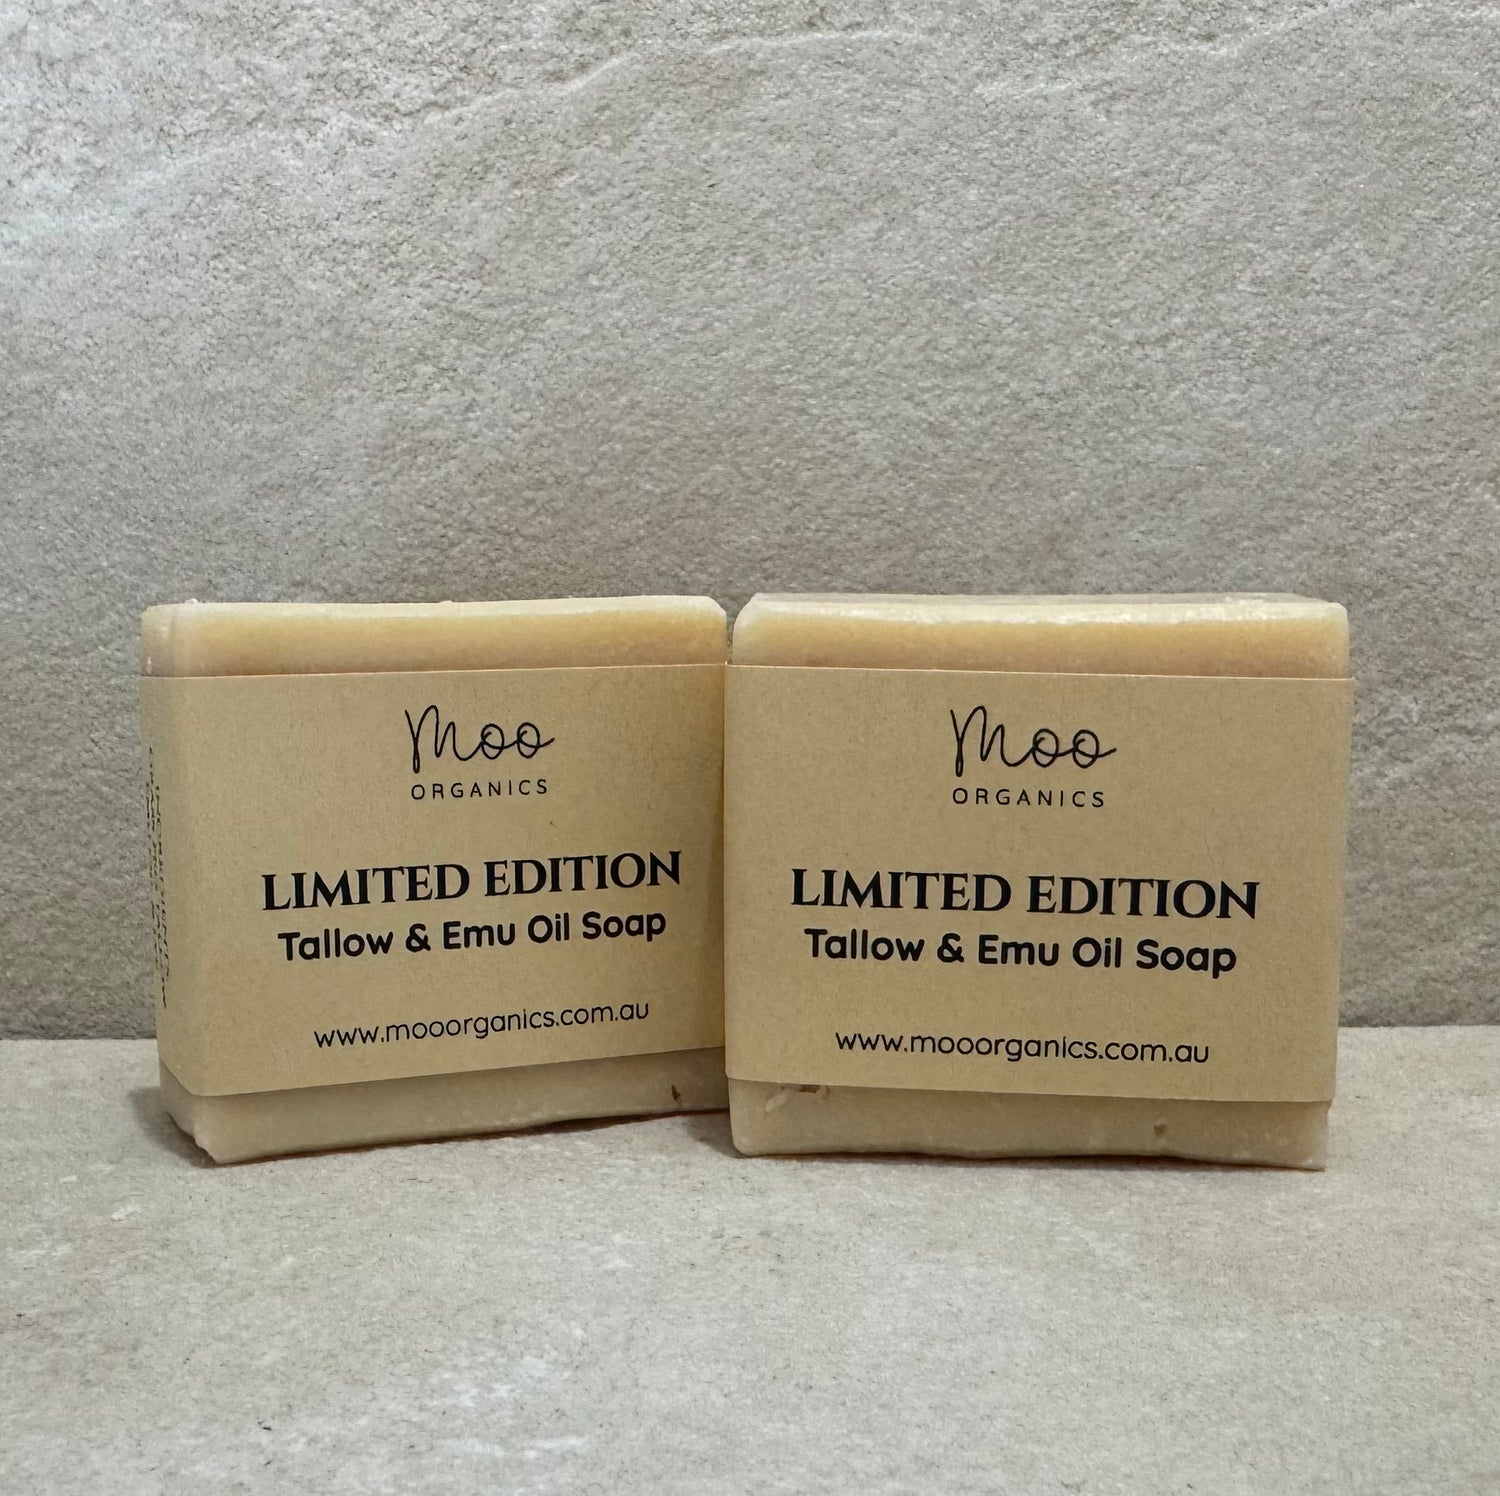 Moo
ORGANICS
LIMITED EDITION
Tallow & Emu Oil Soap
www.mooorganics.com.au
Moo
ORGANICS
LIMITED EDITION
Tallow & Emu Oil Soap
www.mooorganics.com.au